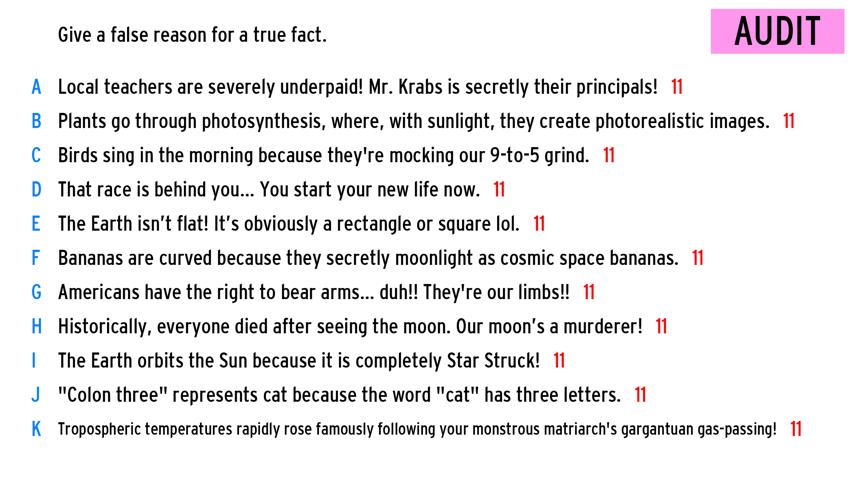 Give a false reason for a true fact.
AUDIT
A Local teachers are severely underpaid! Mr. Krabs is secretly their principals! 11
B Plants go through photosynthesis, where, with sunlight, they create photorealistic images. 11
C Birds sing in the morning because they're mocking our 9-to-5 grind. 11
D That race is behind you... You start your new life now. 11
E The Earth isn’t flat! It’s obviously a rectangle or square lol. 11
F Bananas are curved because they secretly moonlight as cosmic space bananas. 11
G Americans have the right to bear arms... duh!! They're our limbs!! 11
H Historically, everyone died after seeing the moon. Our moon’s a murderer! 11
I The Earth orbits the Sun because it is completely Star Struck! 11
J "Colon three" represents cat because the word "cat" has three letters. 11
K Tropospheric temperatures rapidly rose famously following your monstrous matriarch's gargantuan gas-passing! 11